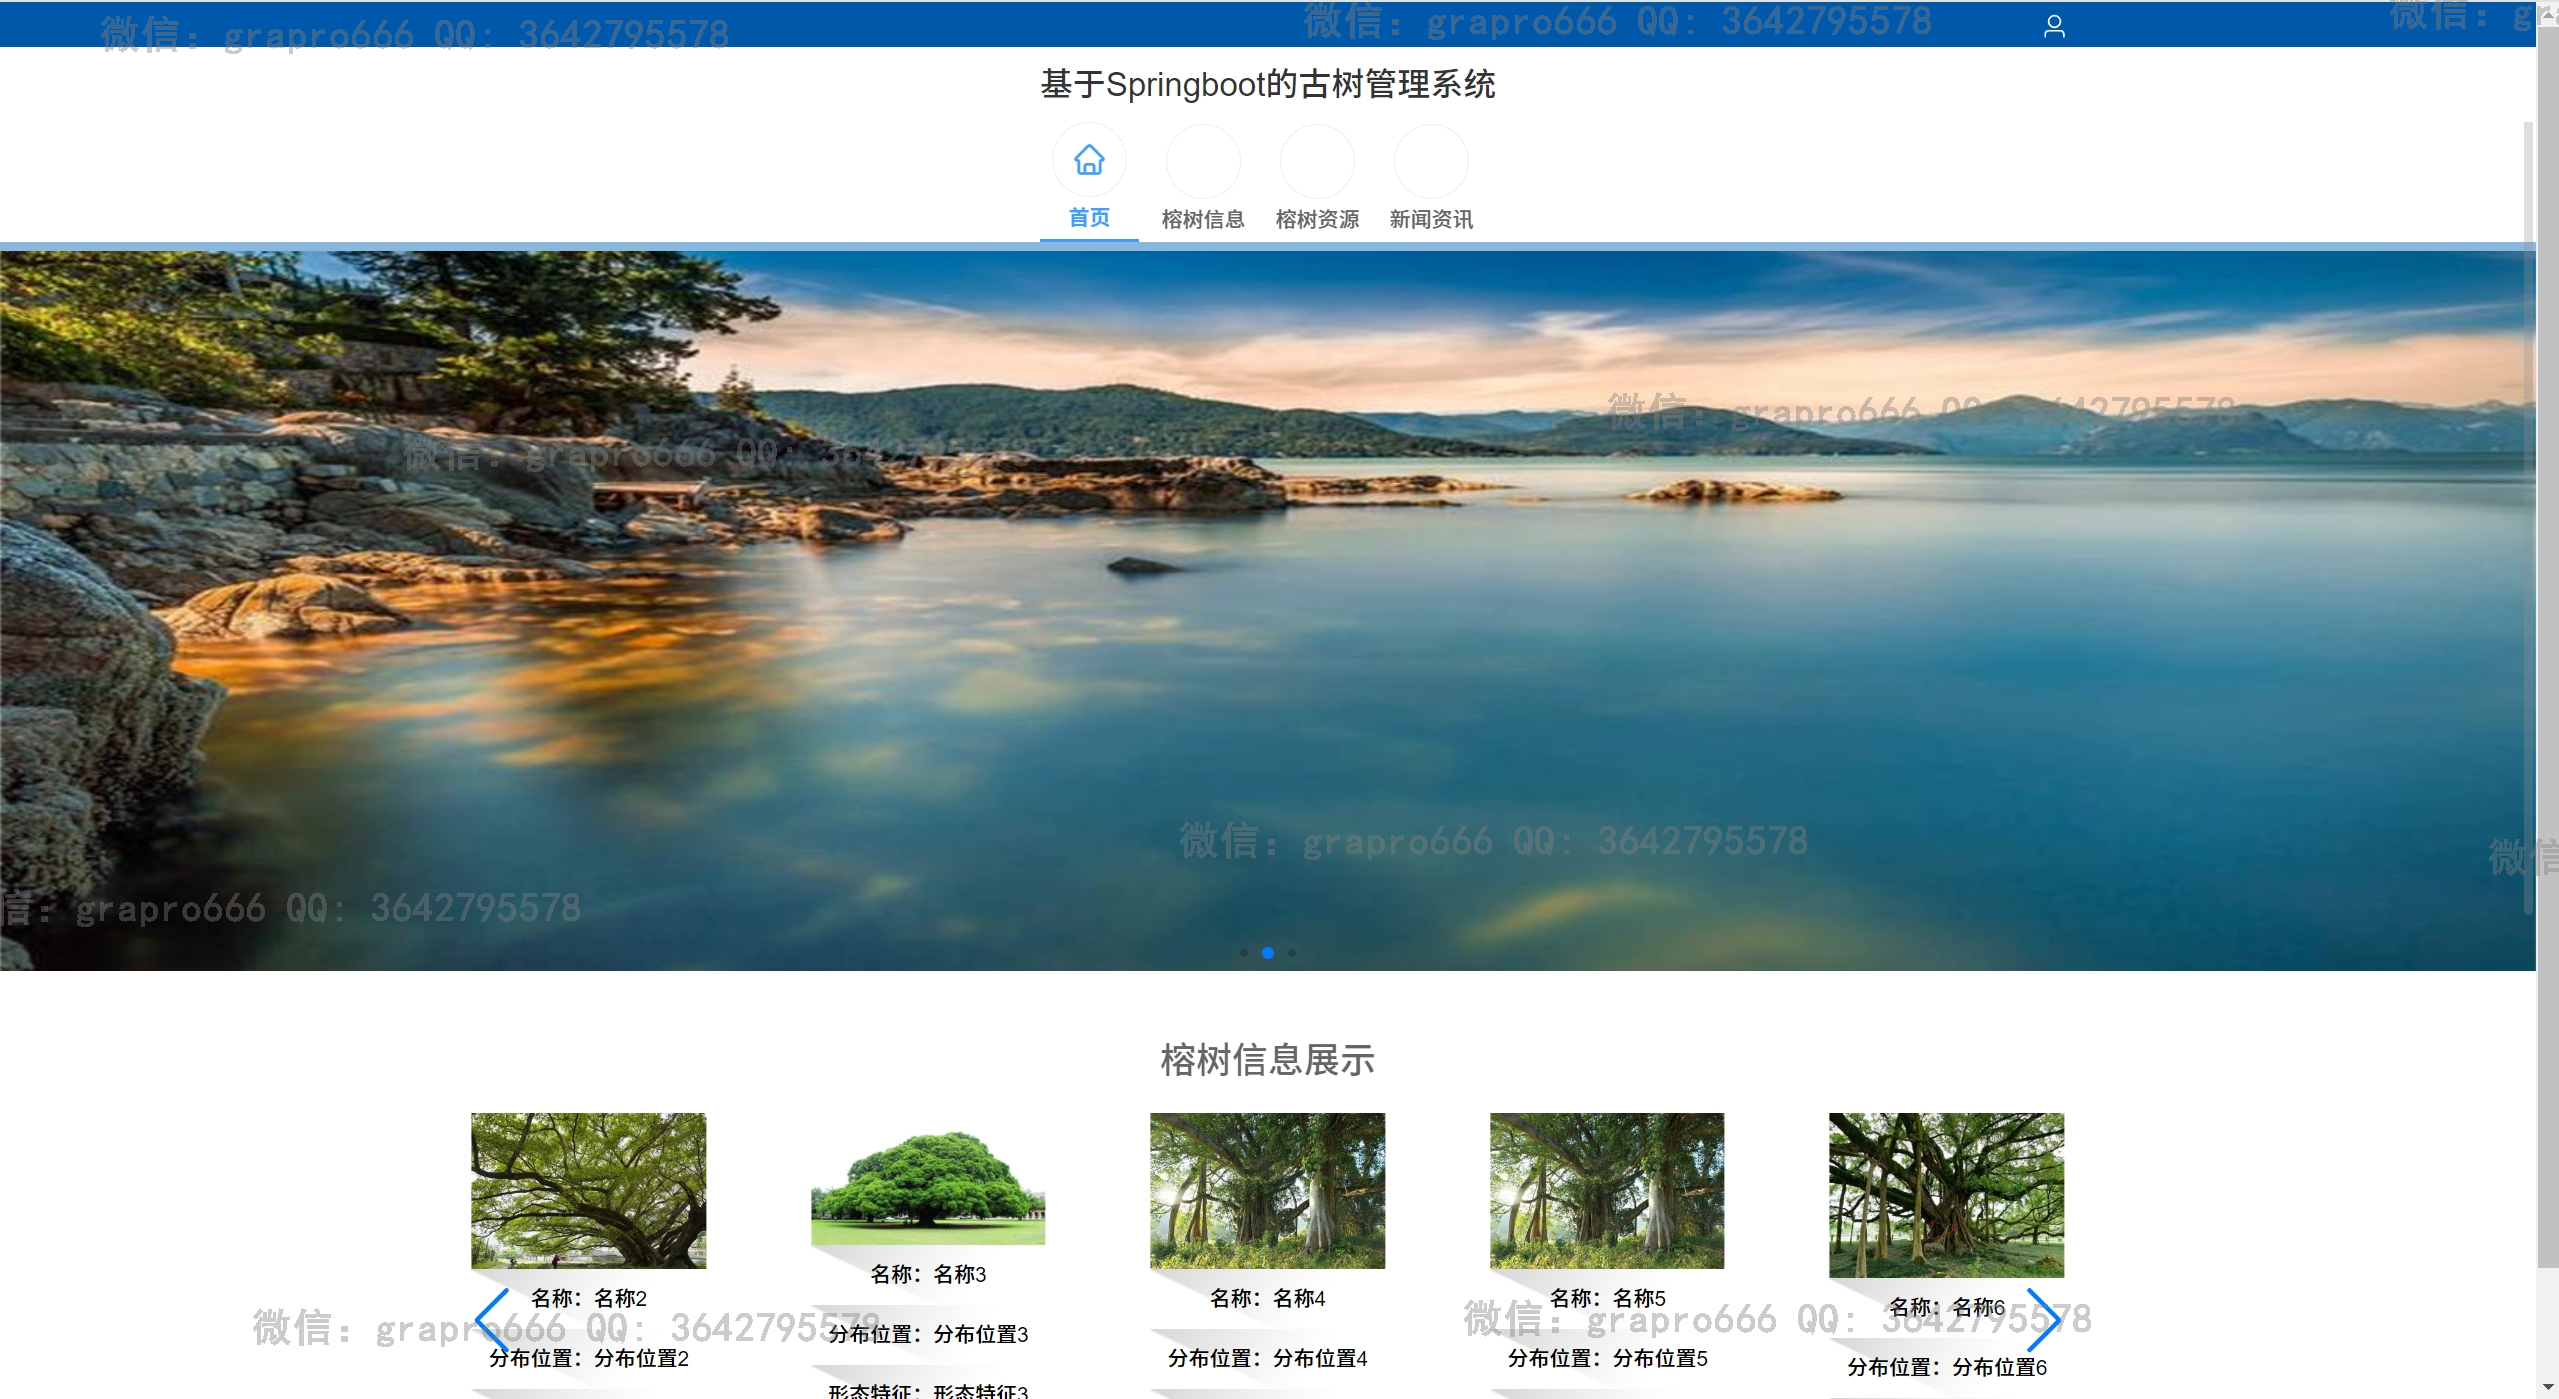 微信：grapro666 QQ: 3642795578
微信：grapro666 QQ: 3642795578
微信：gra
基于Springboot的古树管理系统
首页
榕树信息
榕树资源
新闻资讯
微信：grapro666 QQ: 3642795578
微信：grapro666 QQ: 3642795578
微信：grapro666 QQ: 3642795578
微信
信：grapro666 QQ: 3642795578
榕树信息展示
名称：名称2
分布位置：分布位置2
名称：名称3
分布位置：分布位置3
形态特征：形态特征3
名称：名称4
分布位置：分布位置4
名称：名称5
分布位置：分布位置5
名称：名称6
分布位置：分布位置6
微信：grapro666 QQ: 3642795578
微信：grapro666 QQ: 3642795578